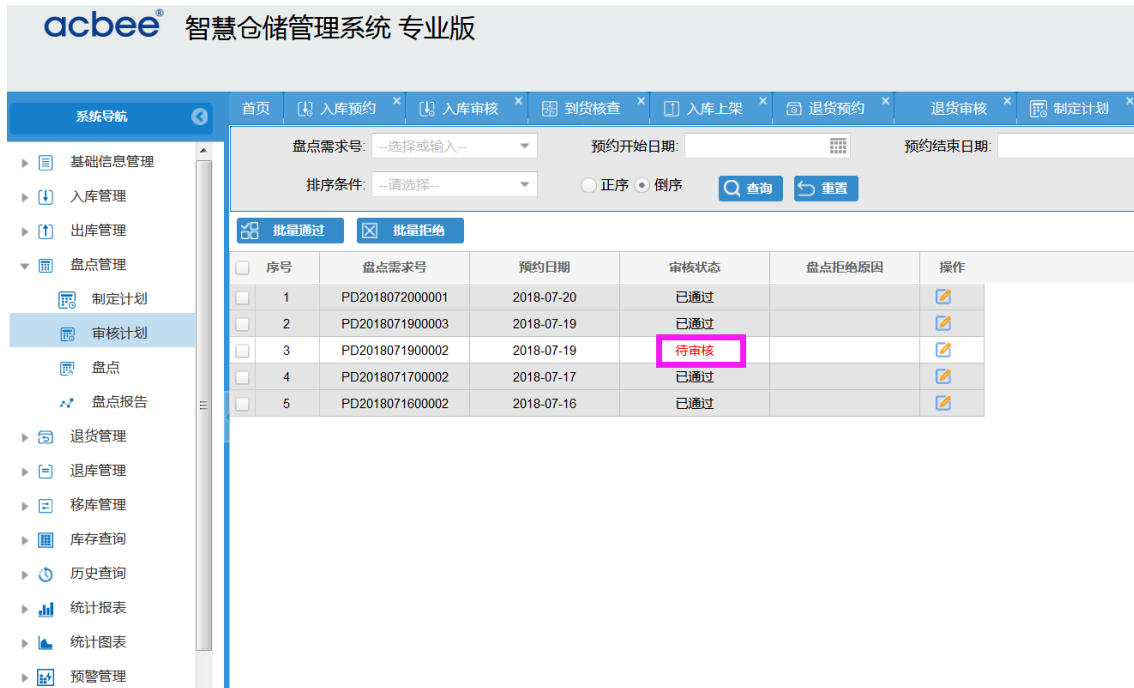 acbee® 智慧仓储管理系统 专业版
系统导航
首页 入库预约 × 入库审核 × 到货核查 × 入库上架 × 退货预约 × 退货审核 × 制定计划 ×
盘点需求号: --选择或输入-- 预约开始日期: 预约结束日期:
排序条件: --请选择-- 正序 倒序 查询 重置
批量通过 批量拒绝
序号 盘点需求号 预约日期 审核状态 盘点拒绝原因 操作
1 PD2018072000001 2018-07-20 已通过
2 PD2018071900003 2018-07-19 已通过
3 PD2018071900002 2018-07-19 待审核
4 PD2018071700002 2018-07-17 已通过
5 PD2018071600002 2018-07-16 已通过
基础信息管理
入库管理
出库管理
盘点管理
制定计划
审核计划
盘点
盘点报告
退货管理
退库管理
移库管理
库存查询
历史查询
统计报表
统计图表
预警管理